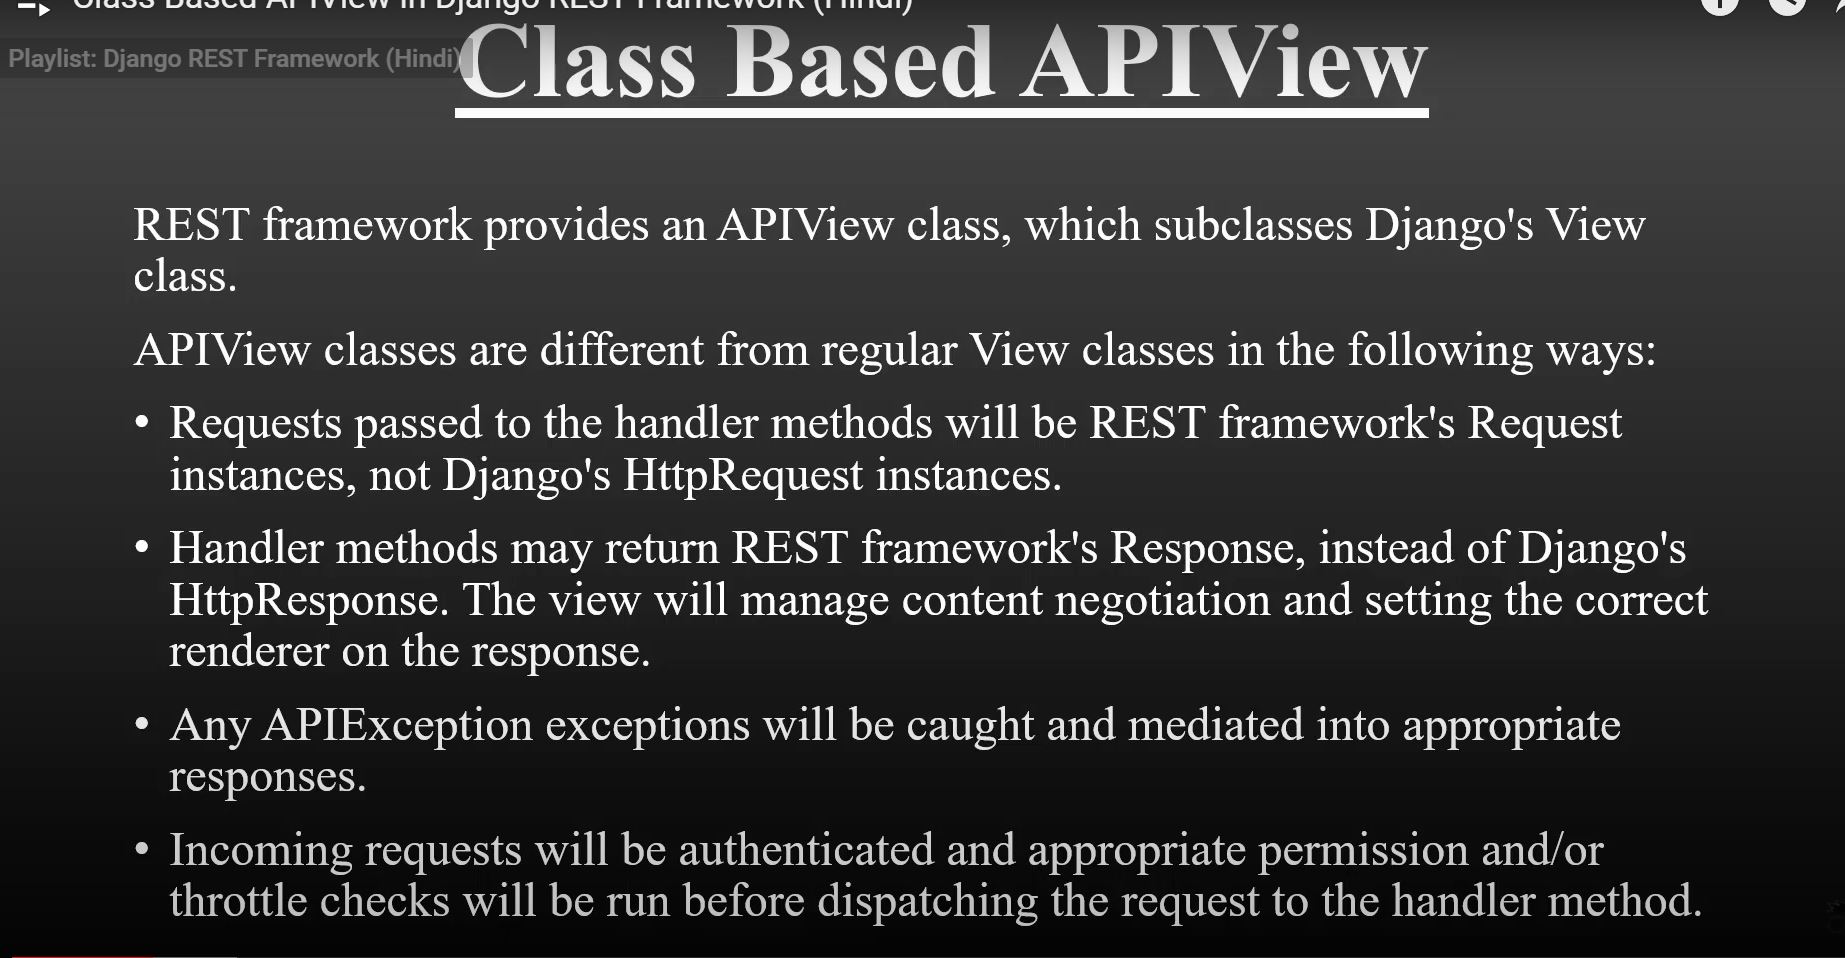 Class Based APIView in Django REST Framework (Hindi)
Playlist: Django REST Framework (Hindi)
Class Based APIView
REST framework provides an APIView class, which subclasses Django's View
class.
APIView classes are different from regular View classes in the following ways:
• Requests passed to the handler methods will be REST framework's Request
instances, not Django's HttpRequest instances.
• Handler methods may return REST framework's Response, instead of Django's
HttpResponse. The view will manage content negotiation and setting the correct
renderer on the response.
• Any APIException exceptions will be caught and mediated into appropriate
responses.
• Incoming requests will be authenticated and appropriate permission and/or
throttle checks will be run before dispatching the request to the handler method.